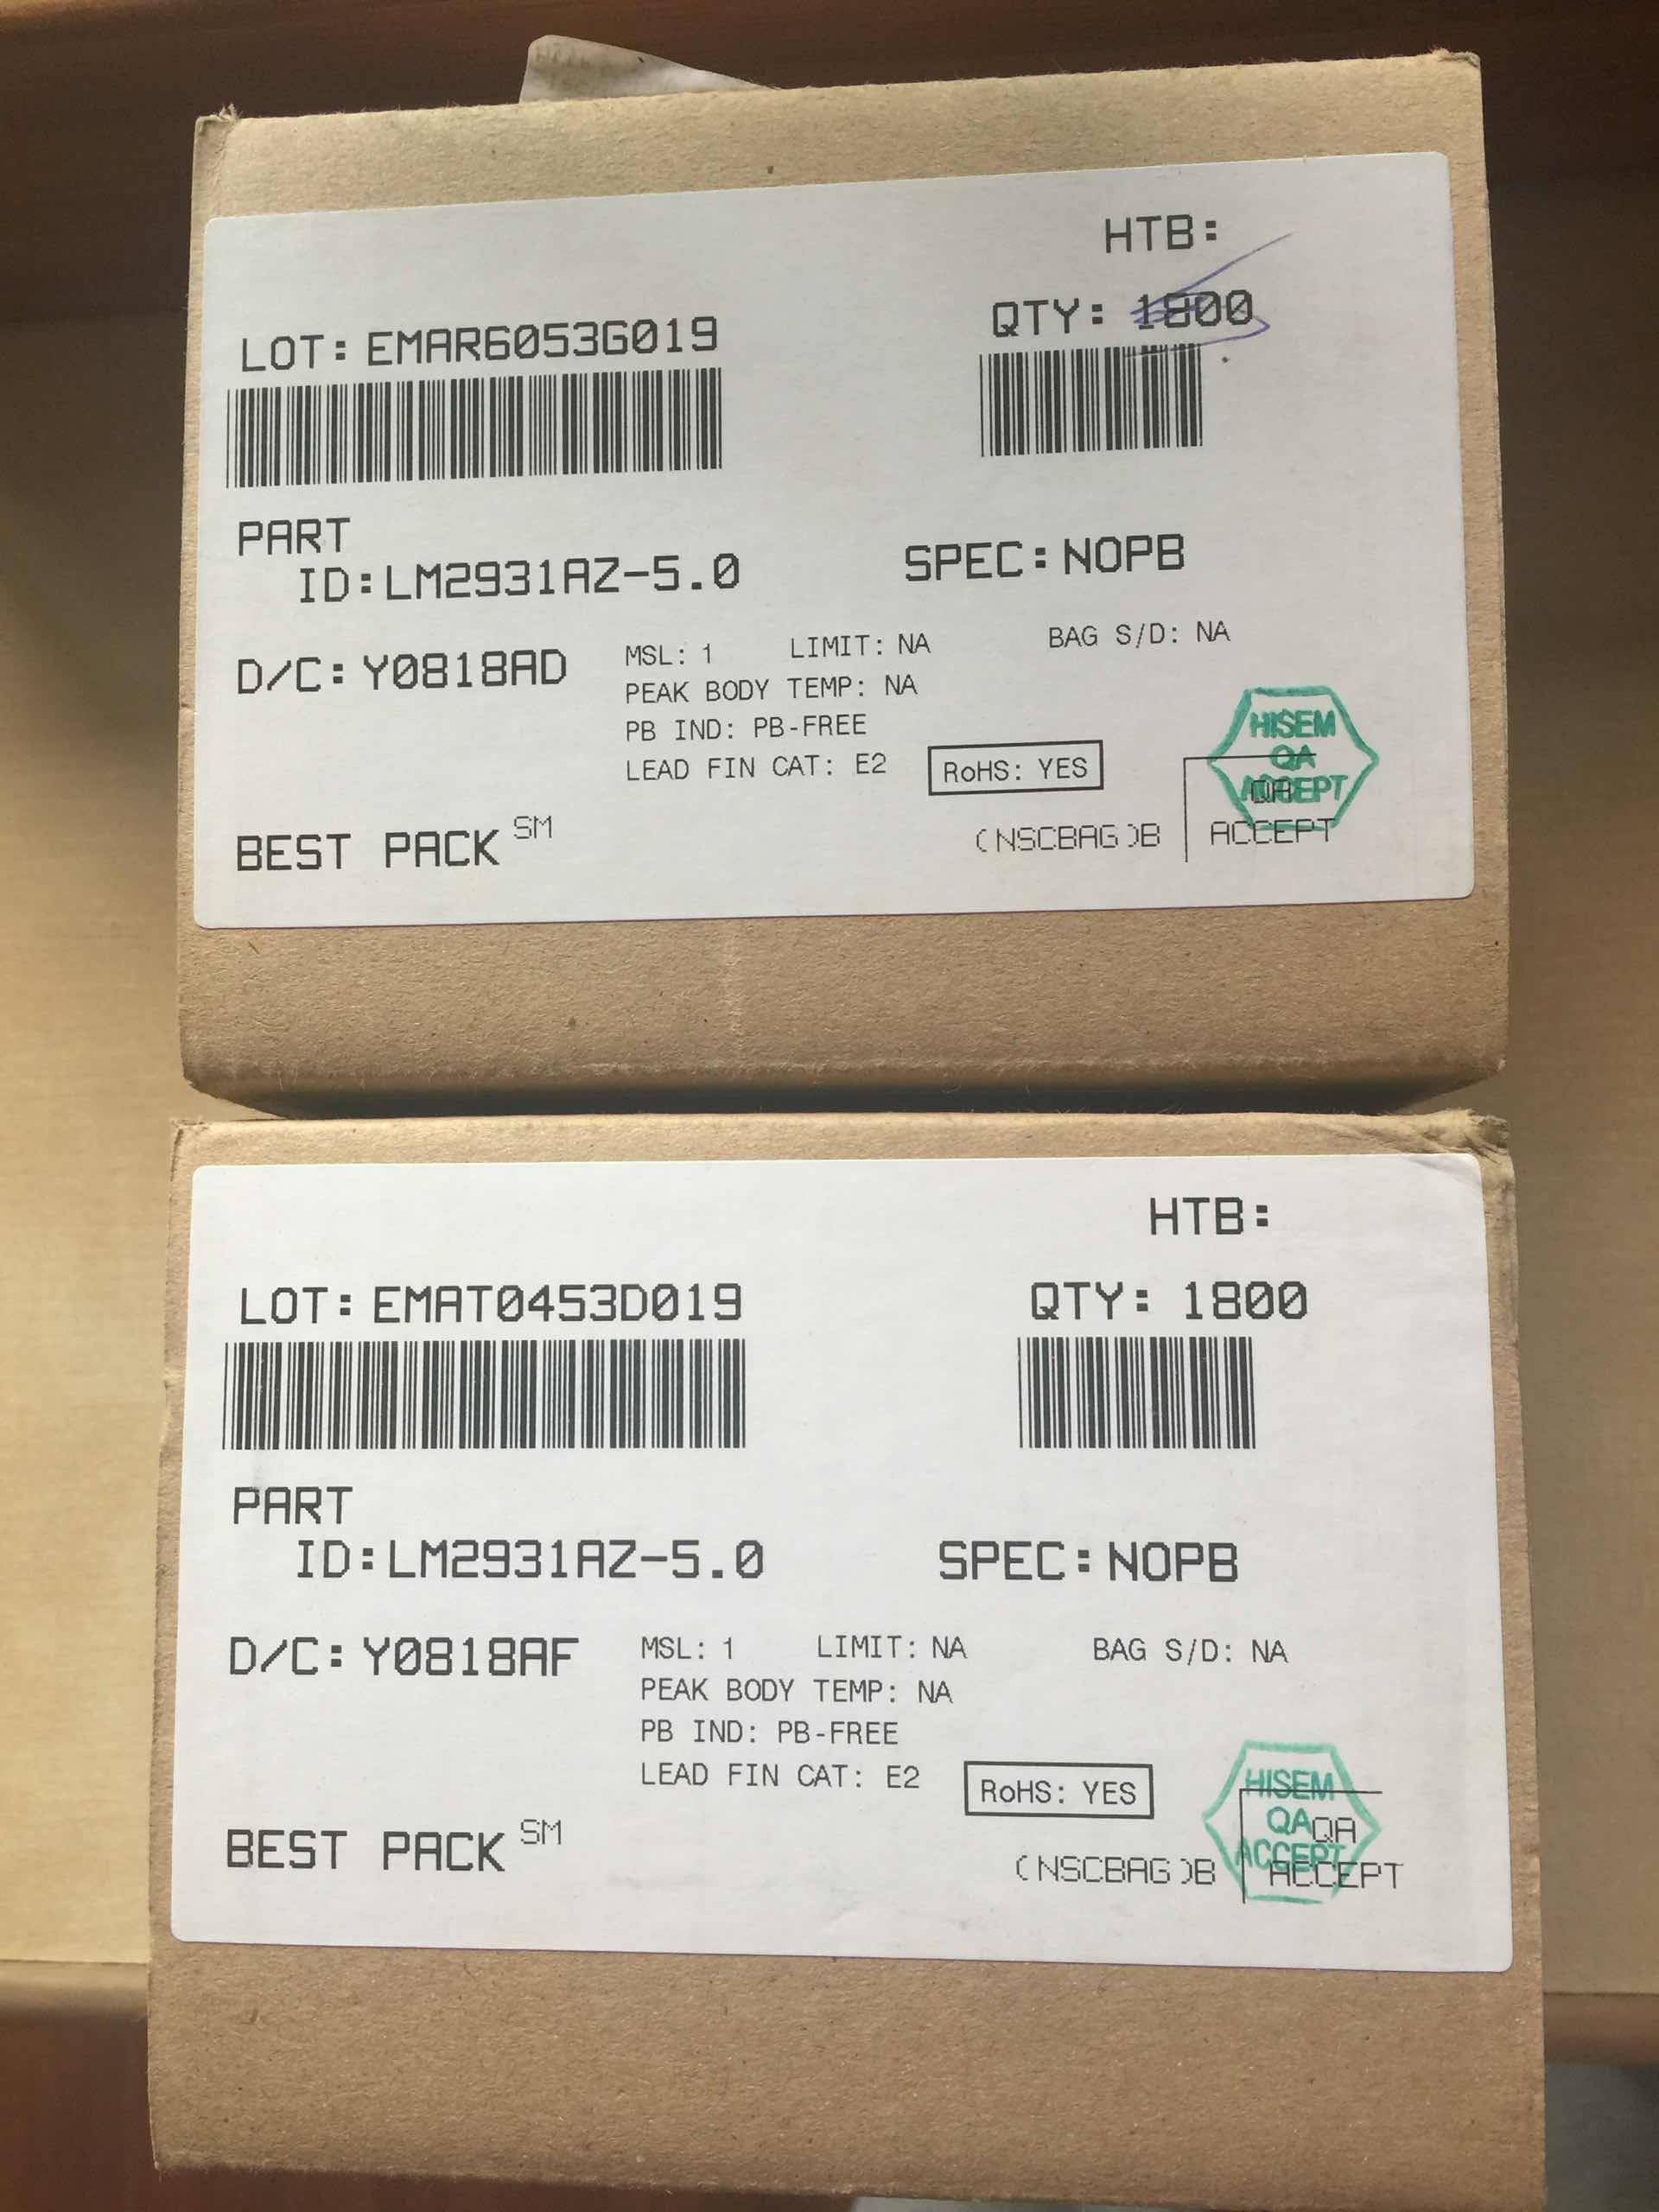 HTB:
LOT: EMAR6053G019
QTY: 1800
PART
ID:LM2931AZ-5.0
SPEC: NOPB
D/C: Y0818AD
MSL: 1 LIMIT: NA BAG S/D: NA
PEAK BODY TEMP: NA
PB IND: PB-FREE
LEAD FIN CAT: E2
RoHS: YES
HISEM
QA
ACCEPT
BEST PACK SM
(NSCBAG)B
QA
ACCEPT
HTB:
LOT: EMAT0453D019
QTY: 1800
PART
ID:LM2931AZ-5.0
SPEC: NOPB
D/C: Y0818AF
MSL: 1 LIMIT: NA BAG S/D: NA
PEAK BODY TEMP: NA
PB IND: PB-FREE
LEAD FIN CAT: E2
RoHS: YES
HISEM
QA
ACCEPT
BEST PACK SM
(NSCBAG)B
QA
ACCEPT